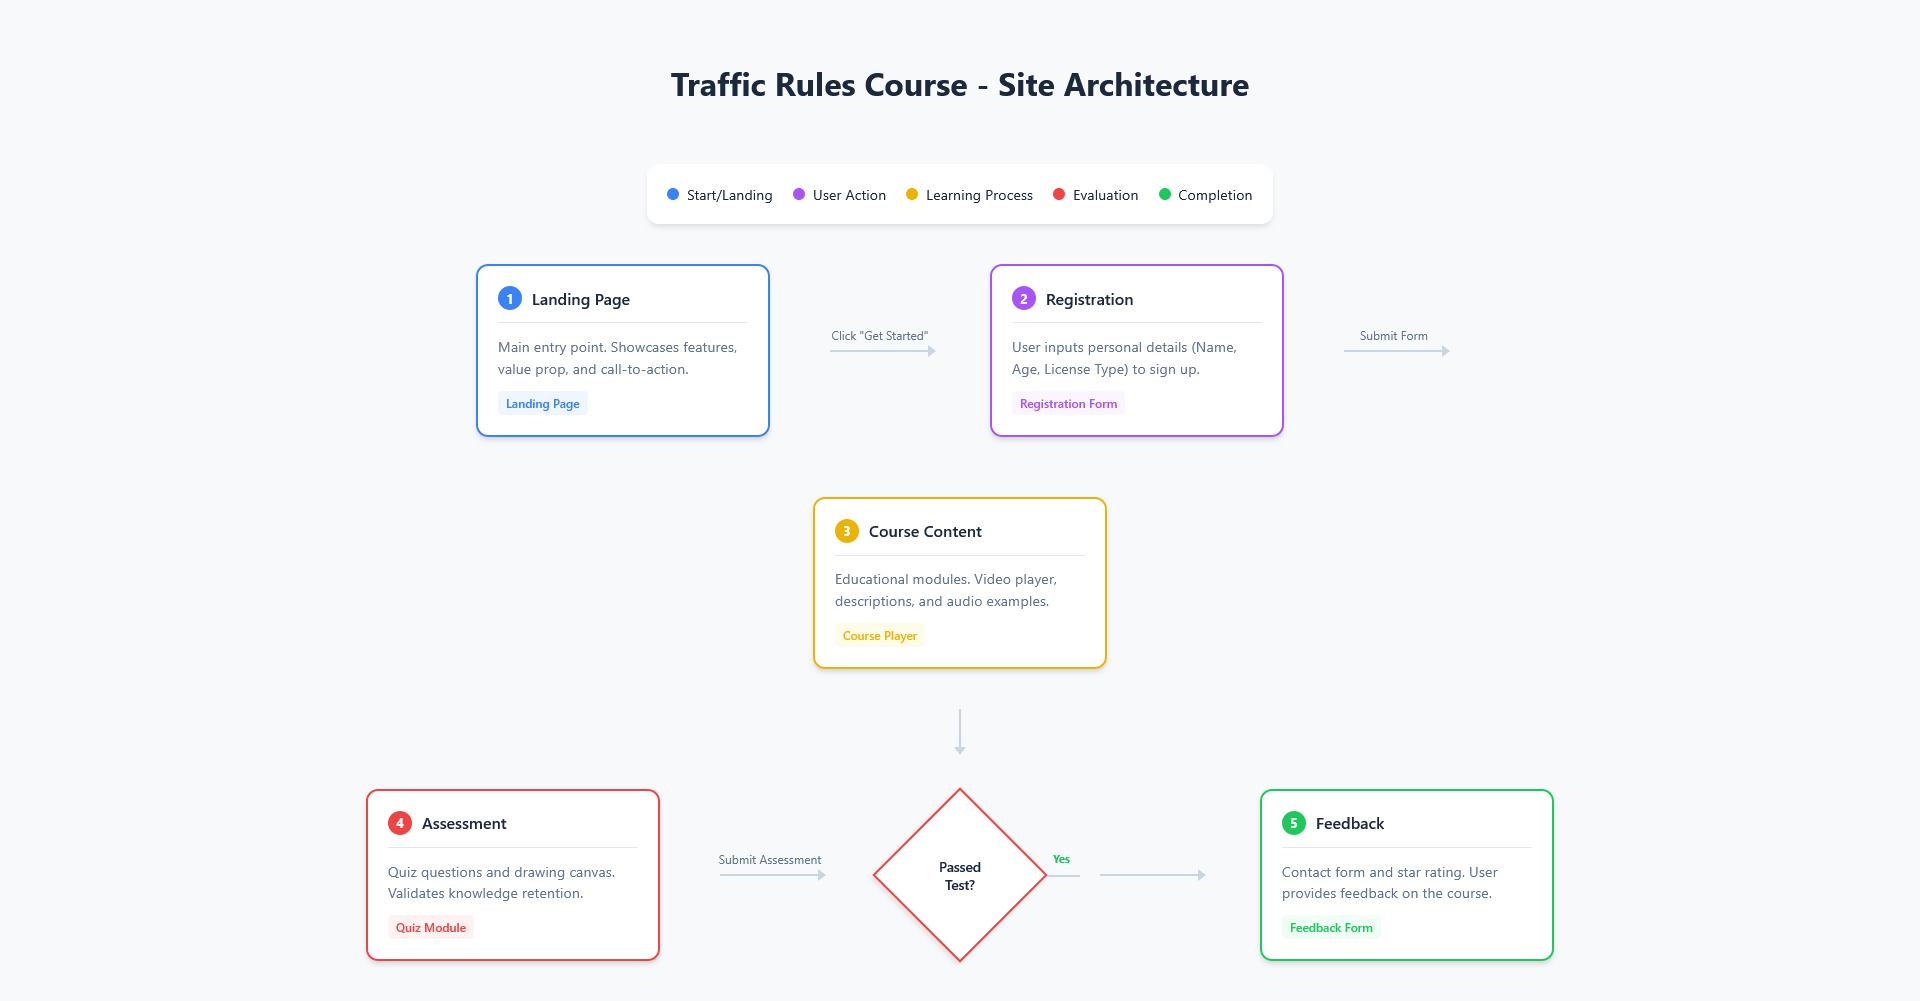 Traffic Rules Course - Site Architecture
Start/Landing
User Action
Learning Process
Evaluation
Completion
1
Landing Page
Main entry point. Showcases features,
value prop, and call-to-action.
Landing Page
Click "Get Started"
2
Registration
User inputs personal details (Name,
Age, License Type) to sign up.
Registration Form
Submit Form
3
Course Content
Educational modules. Video player,
descriptions, and audio examples.
Course Player
4
Assessment
Quiz questions and drawing canvas.
Validates knowledge retention.
Quiz Module
Submit Assessment
Passed
Test?
Yes
5
Feedback
Contact form and star rating. User
provides feedback on the course.
Feedback Form